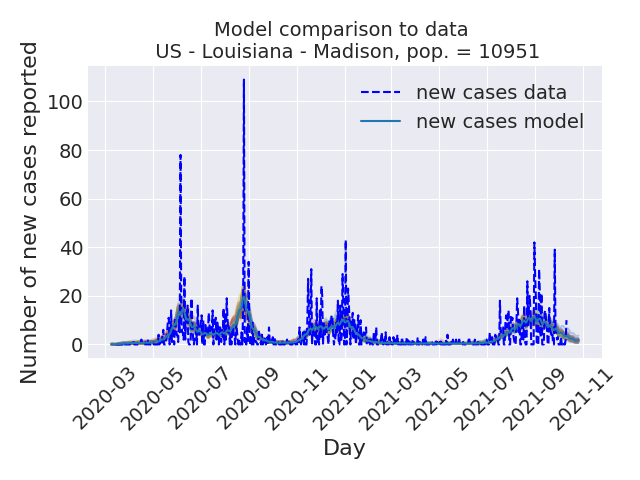 Model comparison to data
US - Louisiana - Madison, pop. = 10951
new cases data
new cases model
Number of new cases reported
100
80
60
40
20
0
2020-03
2020-05
2020-07
2020-09
2020-11
2021-01
2021-03
2021-05
2021-07
2021-09
2021-11
Day